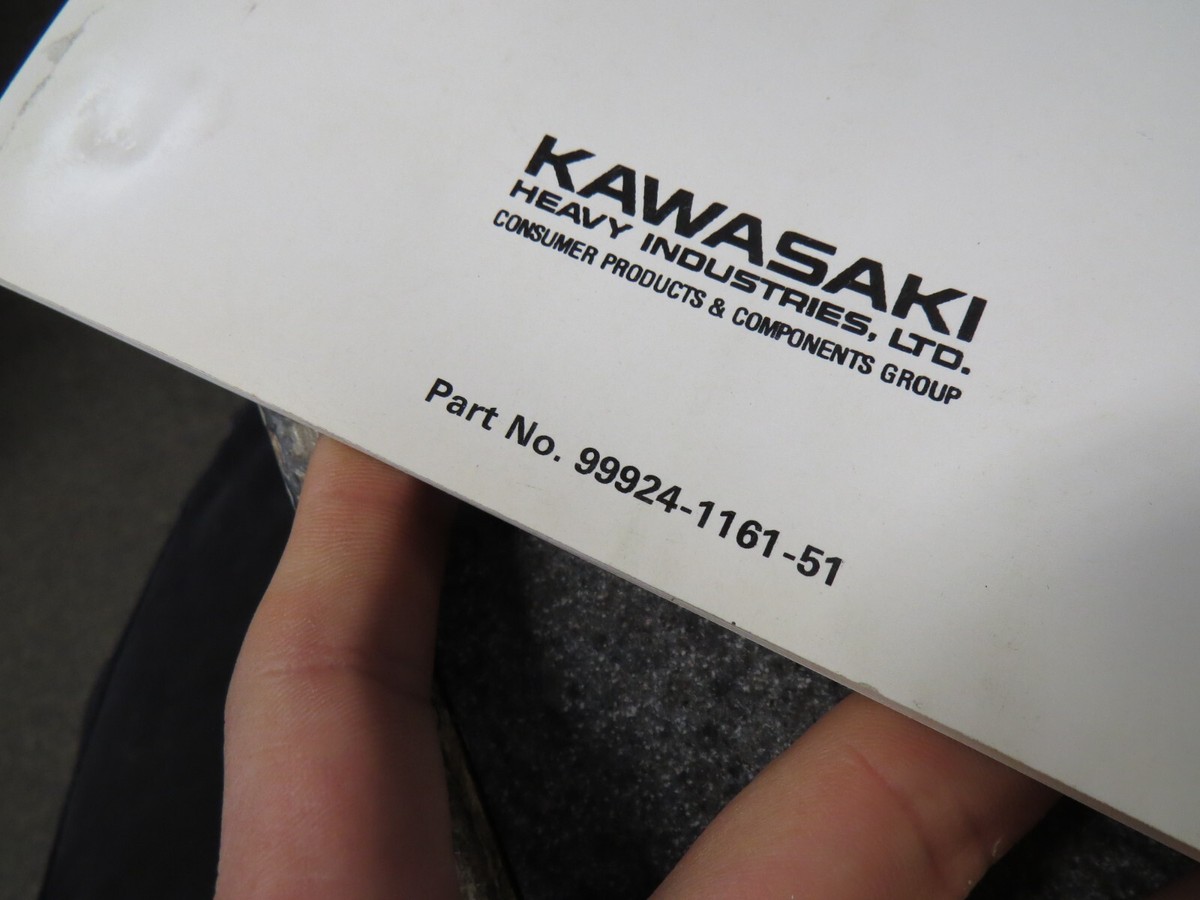 KAWASAKI
HEAVY INDUSTRIES, LTD.
CONSUMER PRODUCTS & COMPONENTS GROUP
Part No. 99924-1161-51